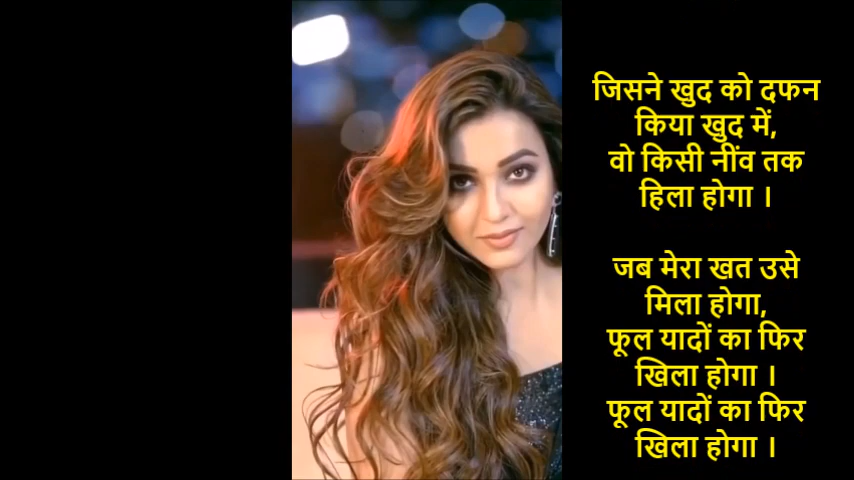 जिसने खुद को दफन
किया खुद में,
वो किसी नींव तक
हिला होगा ।
जब मेरा खत उसे
मिला होगा,
फूल यादों का फिर
खिला होगा ।
फूल यादों का फिर
खिला होगा ।